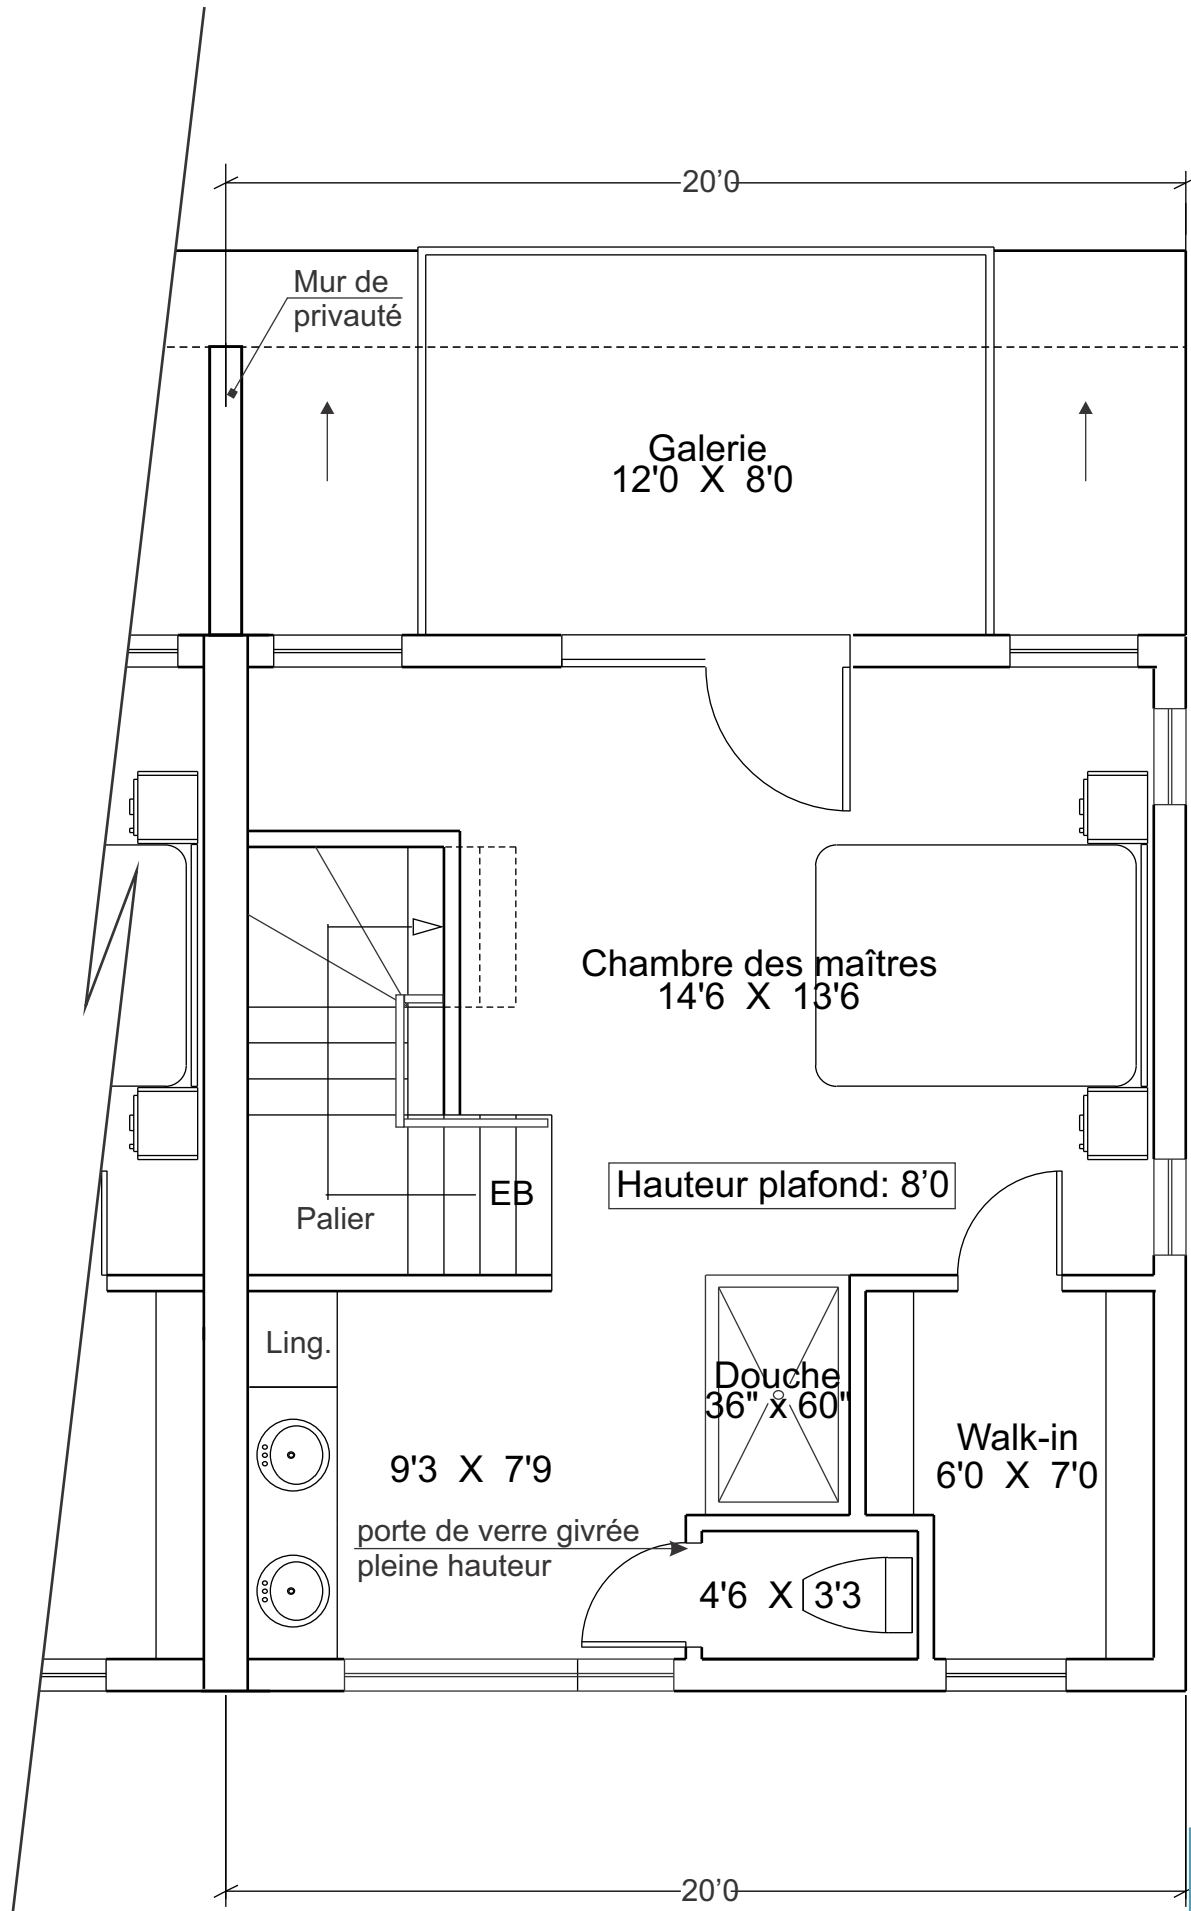 20’0
Mur de
privauté
Galerie
12'0 X 8'0
Chambre des maîtres
14'6 X 13'6
Hauteur plafond: 8’0
EB
Palier
Ling.
Douche
36" x 60"
Walk-in
6'0 X 7'0
9'3 X 7'9
porte de verre givrée
pleine hauteur
4'6 X 3'3
20’0